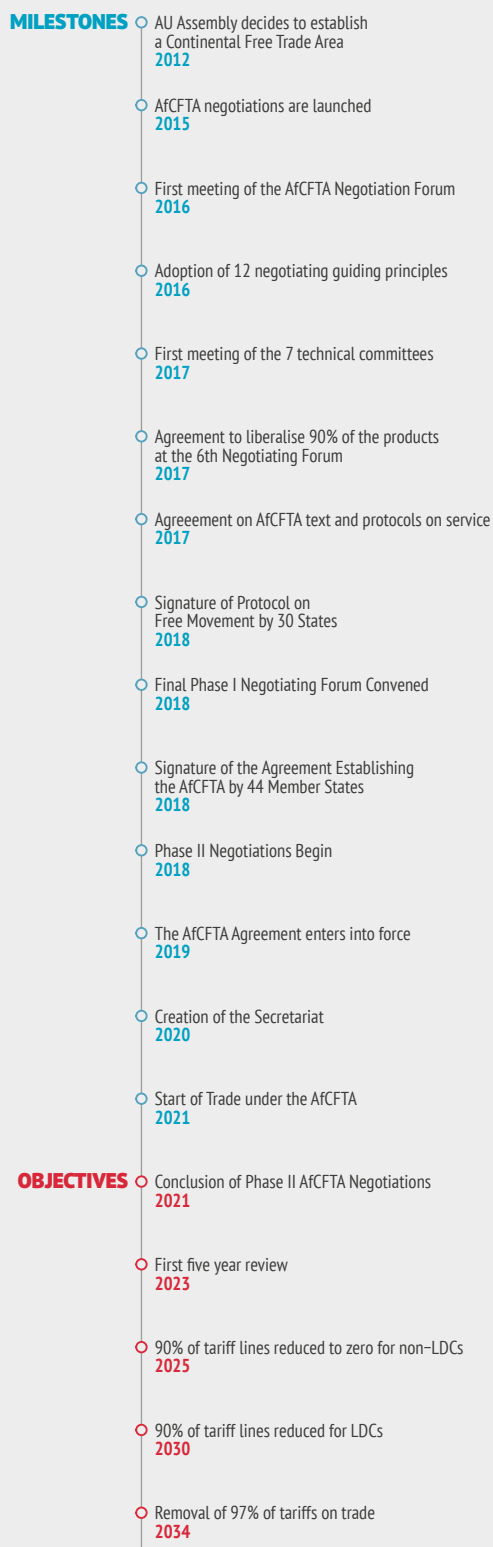 MILESTONES
AU Assembly decides to establish
a Continental Free Trade Area
2012
AfCFTA negotiations are launched
2015
First meeting of the AfCFTA Negotiation Forum
2016
Adoption of 12 negotiating guiding principles
2016
First meeting of the 7 technical committees
2017
Agreement to liberalise 90% of the products
at the 6th Negotiating Forum
2017
Agreeement on AfCFTA text and protocols on service
2017
Signature of Protocol on
Free Movement by 30 States
2018
Final Phase I Negotiating Forum Convened
2018
Signature of the Agreement Establishing
the AfCFTA by 44 Member States
2018
Phase II Negotiations Begin
2018
The AfCFTA Agreement enters into force
2019
Creation of the Secretariat
2020
Start of Trade under the AfCFTA
2021
OBJECTIVES
Conclusion of Phase II AfCFTA Negotiations
2021
First five year review
2023
90% of tariff lines reduced to zero for non-LDCs
2025
90% of tariff lines reduced for LDCs
2030
Removal of 97% of tariffs on trade
2034